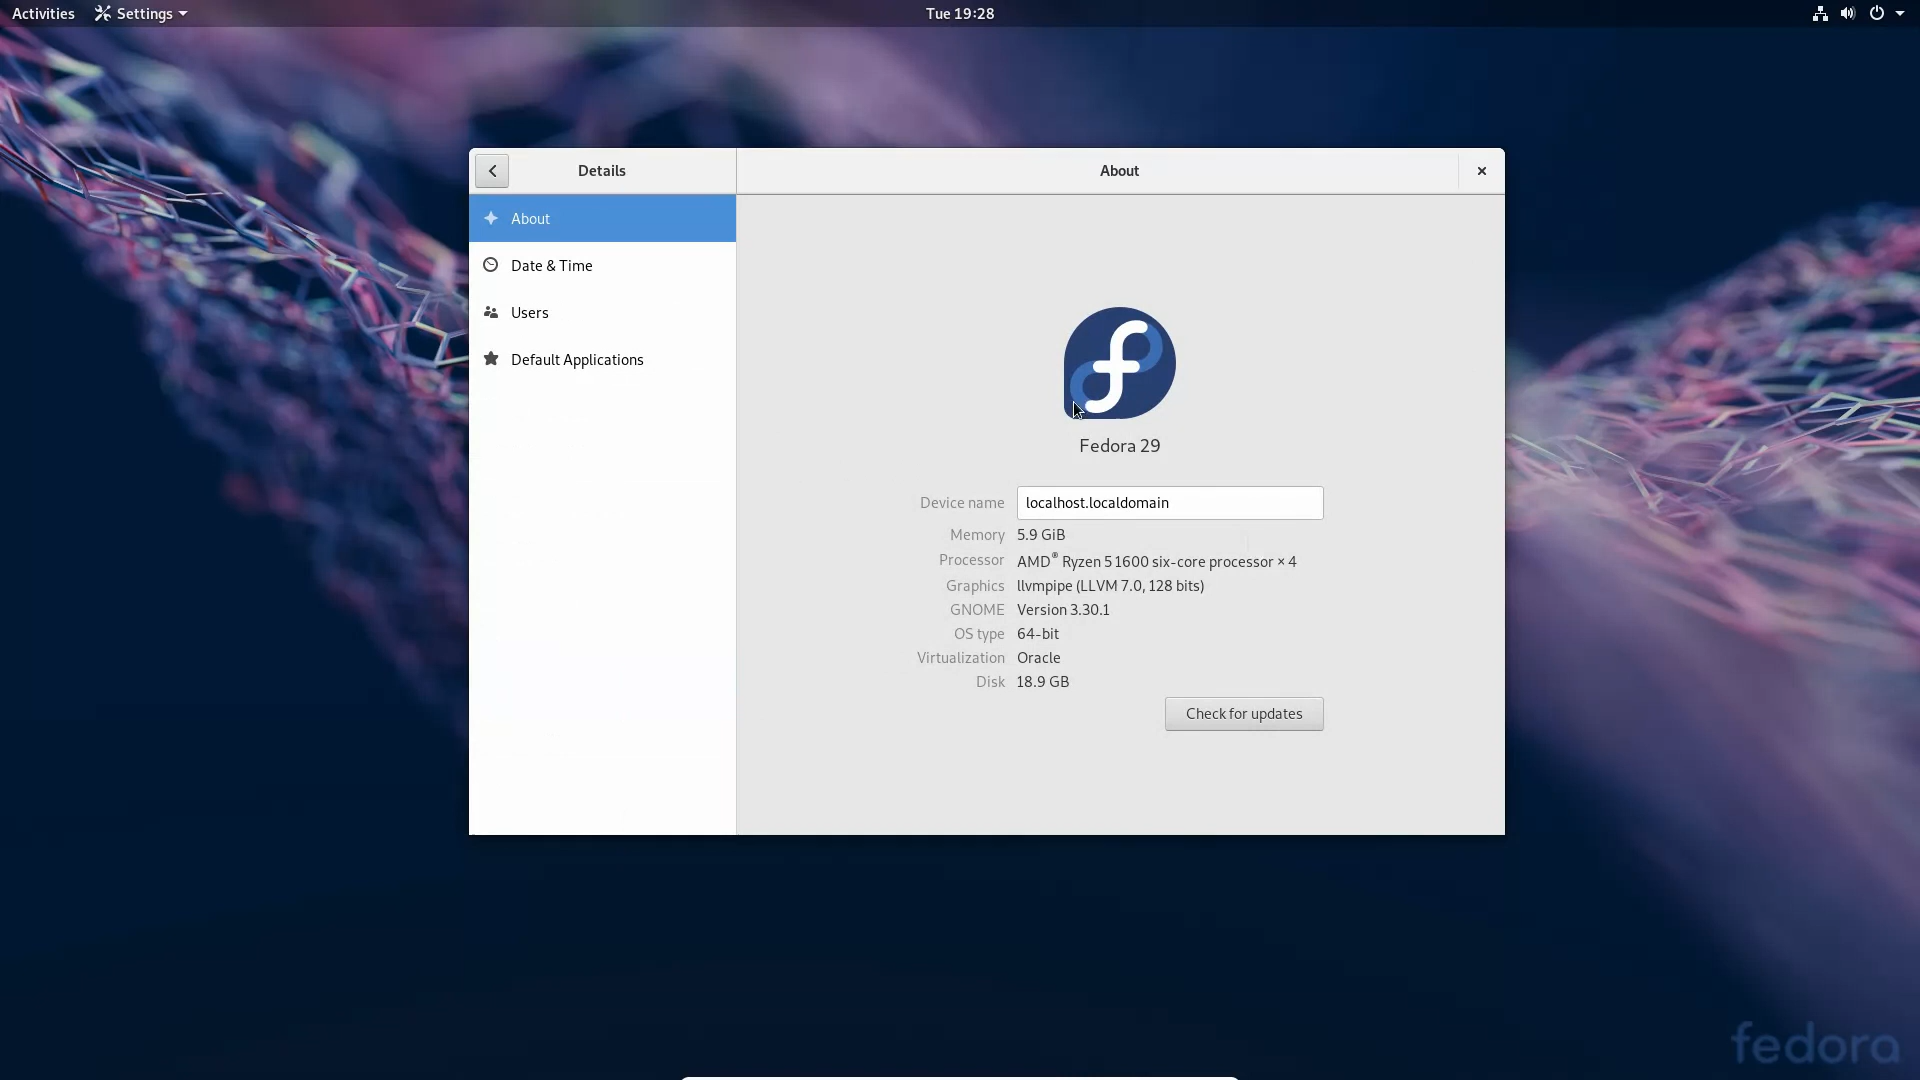 Activities Settings Tue 19:28
Details About
About
Date & Time
Users
Default Applications
Fedora 29
Device name localhost.localdomain
Memory 5.9 GiB
Processor AMD® Ryzen 5 1600 six-core processor × 4
Graphics llvmpipe (LLVM 7.0, 128 bits)
GNOME Version 3.30.1
OS type 64-bit
Virtualization Oracle
Disk 18.9 GB
Check for updates
fedora